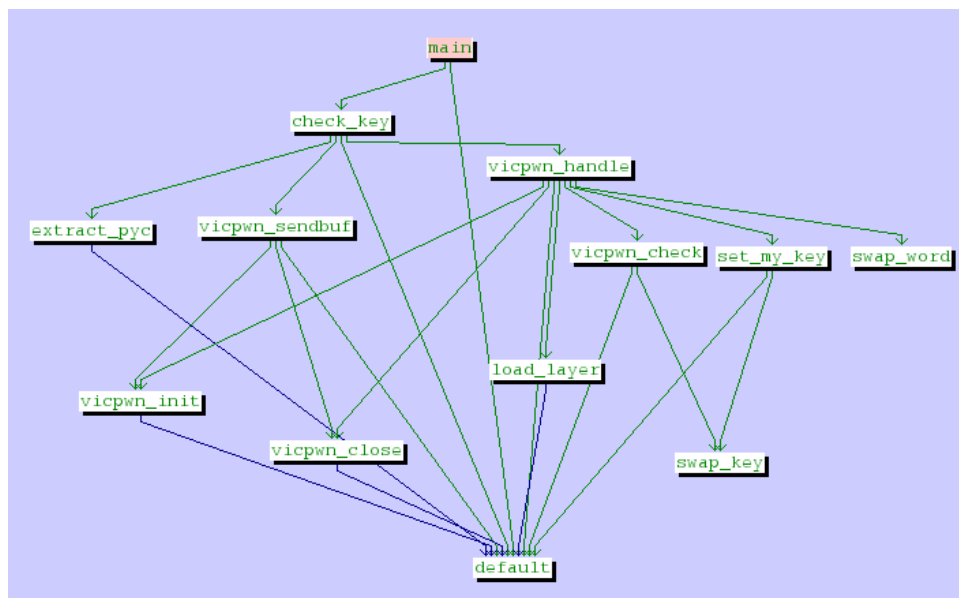 main
check_key
vicpwn_handle
extract_pyc
vicpwn_sendbuf
vicpwn_check
set_my_key
swap_word
load_layer
vicpwn_init
vicpwn_close
swap_key
default